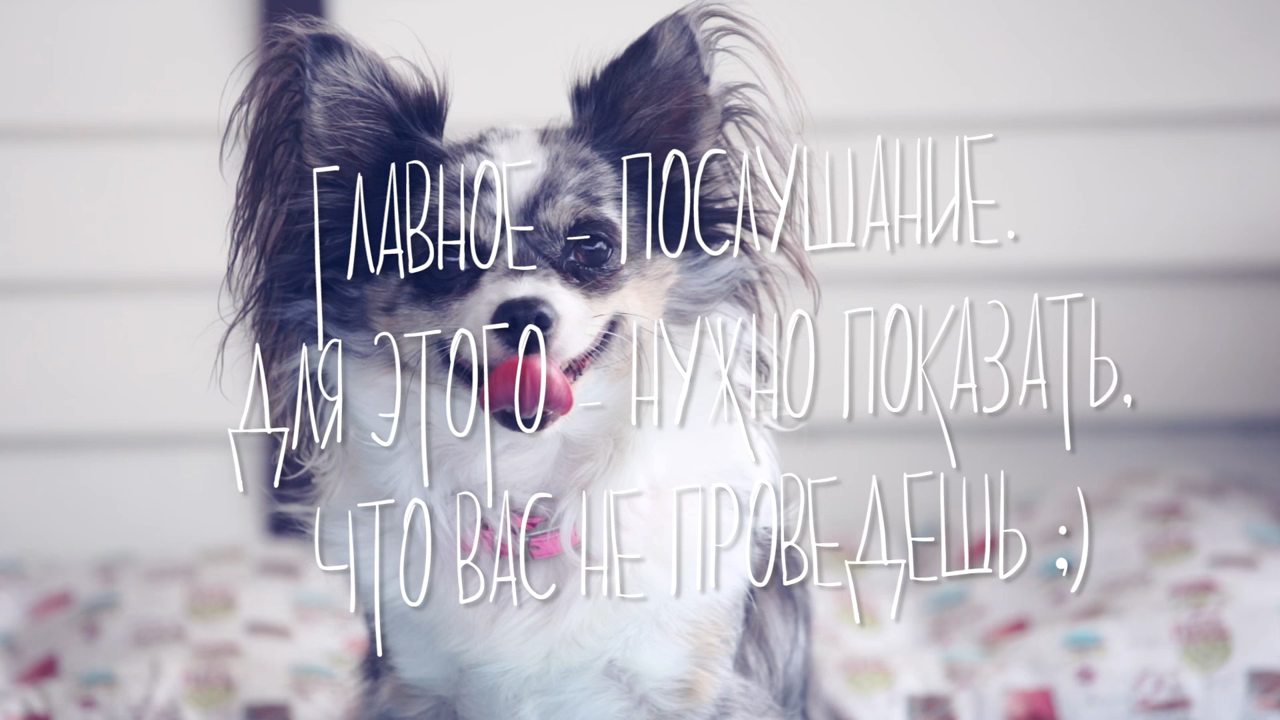 Главное - послушание.
Для этого - нужно показать,
что вас не проведешь ;)